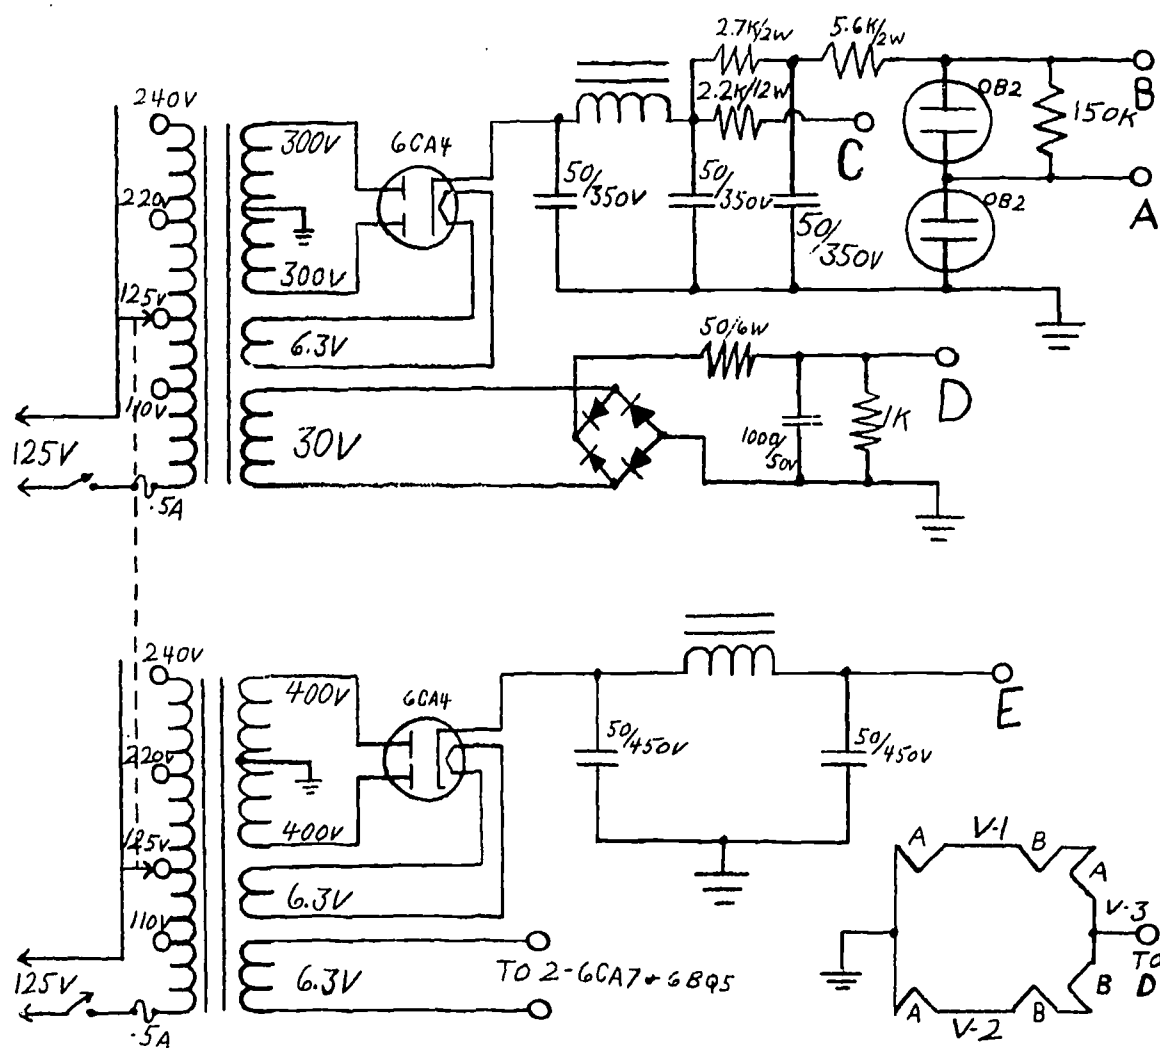 2.7K/2W
5.6K/2W
B
240V
2.2K/12W
OB2
150K
300V
6CA4
C
220V
50/350V
50/350V
50/350V
OB2
A
300V
125V
6.3V
50/6W
D
110V
30V
1000/50V
1K
125V
.5A
240V
400V
6CA4
E
220V
50/450V
50/450V
400V
125V
A
V-1
B
A
6.3V
110V
V-3
TO D
125V
6.3V
TO 2-6CA7 & 6BQ5
B
A
V-2
B
.5A